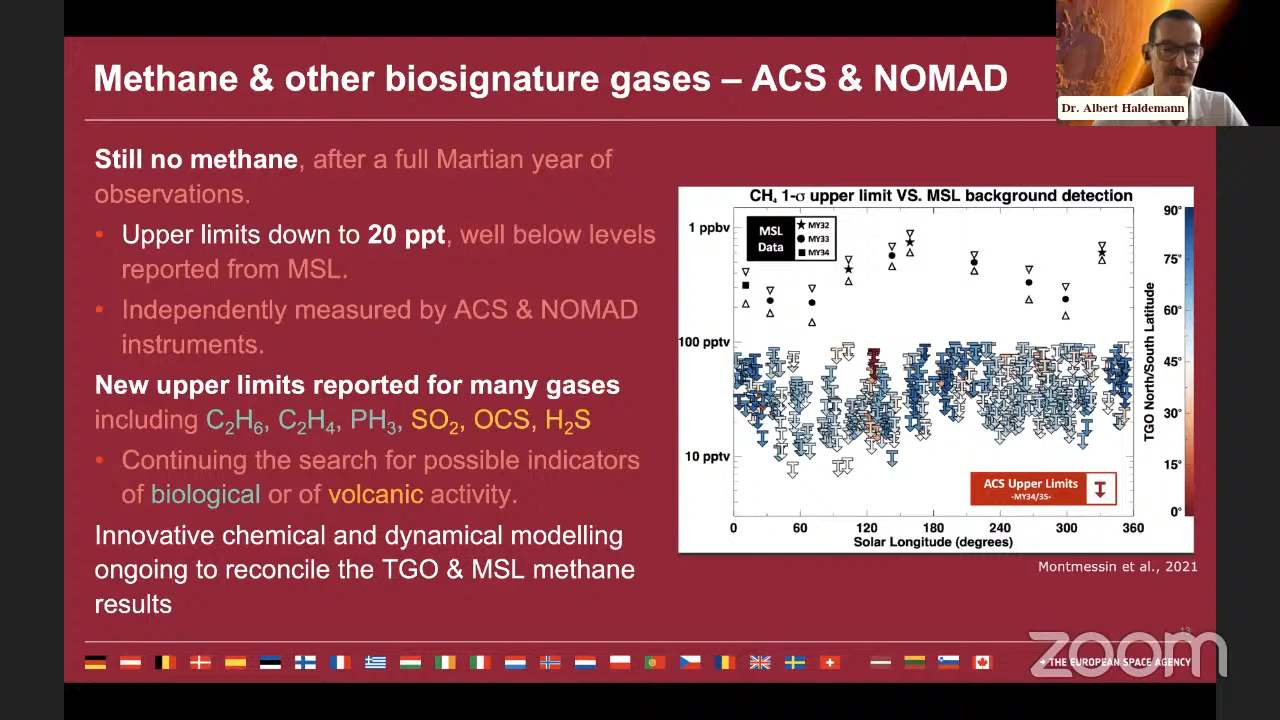 Methane & other biosignature gases – ACS & NOMAD
Dr. Albert Haldemann
Still no methane, after a full Martian year of
observations.
• Upper limits down to 20 ppt, well below levels
reported from MSL.
• Independently measured by ACS & NOMAD
instruments.
New upper limits reported for many gases
including C₂H₆, C₂H₄, PH₃, SO₂, OCS, H₂S
• Continuing the search for possible indicators
of biological or of volcanic activity.
Innovative chemical and dynamical modelling
ongoing to reconcile the TGO & MSL methane
results
CH₄ 1-σ upper limit VS. MSL background detection
1 ppbv
100 pptv
10 pptv
MSL
Data
MY32
MY33
MY34
ACS Upper Limits
-MY34/35-
0 60 120 180 240 300 360
Solar Longitude (degrees)
90°
75°
60°
45°
30°
15°
0°
TGO North/South Latitude
Montmessin et al., 2021
13
→ THE EUROPEAN SPACE AGENCY
zoom